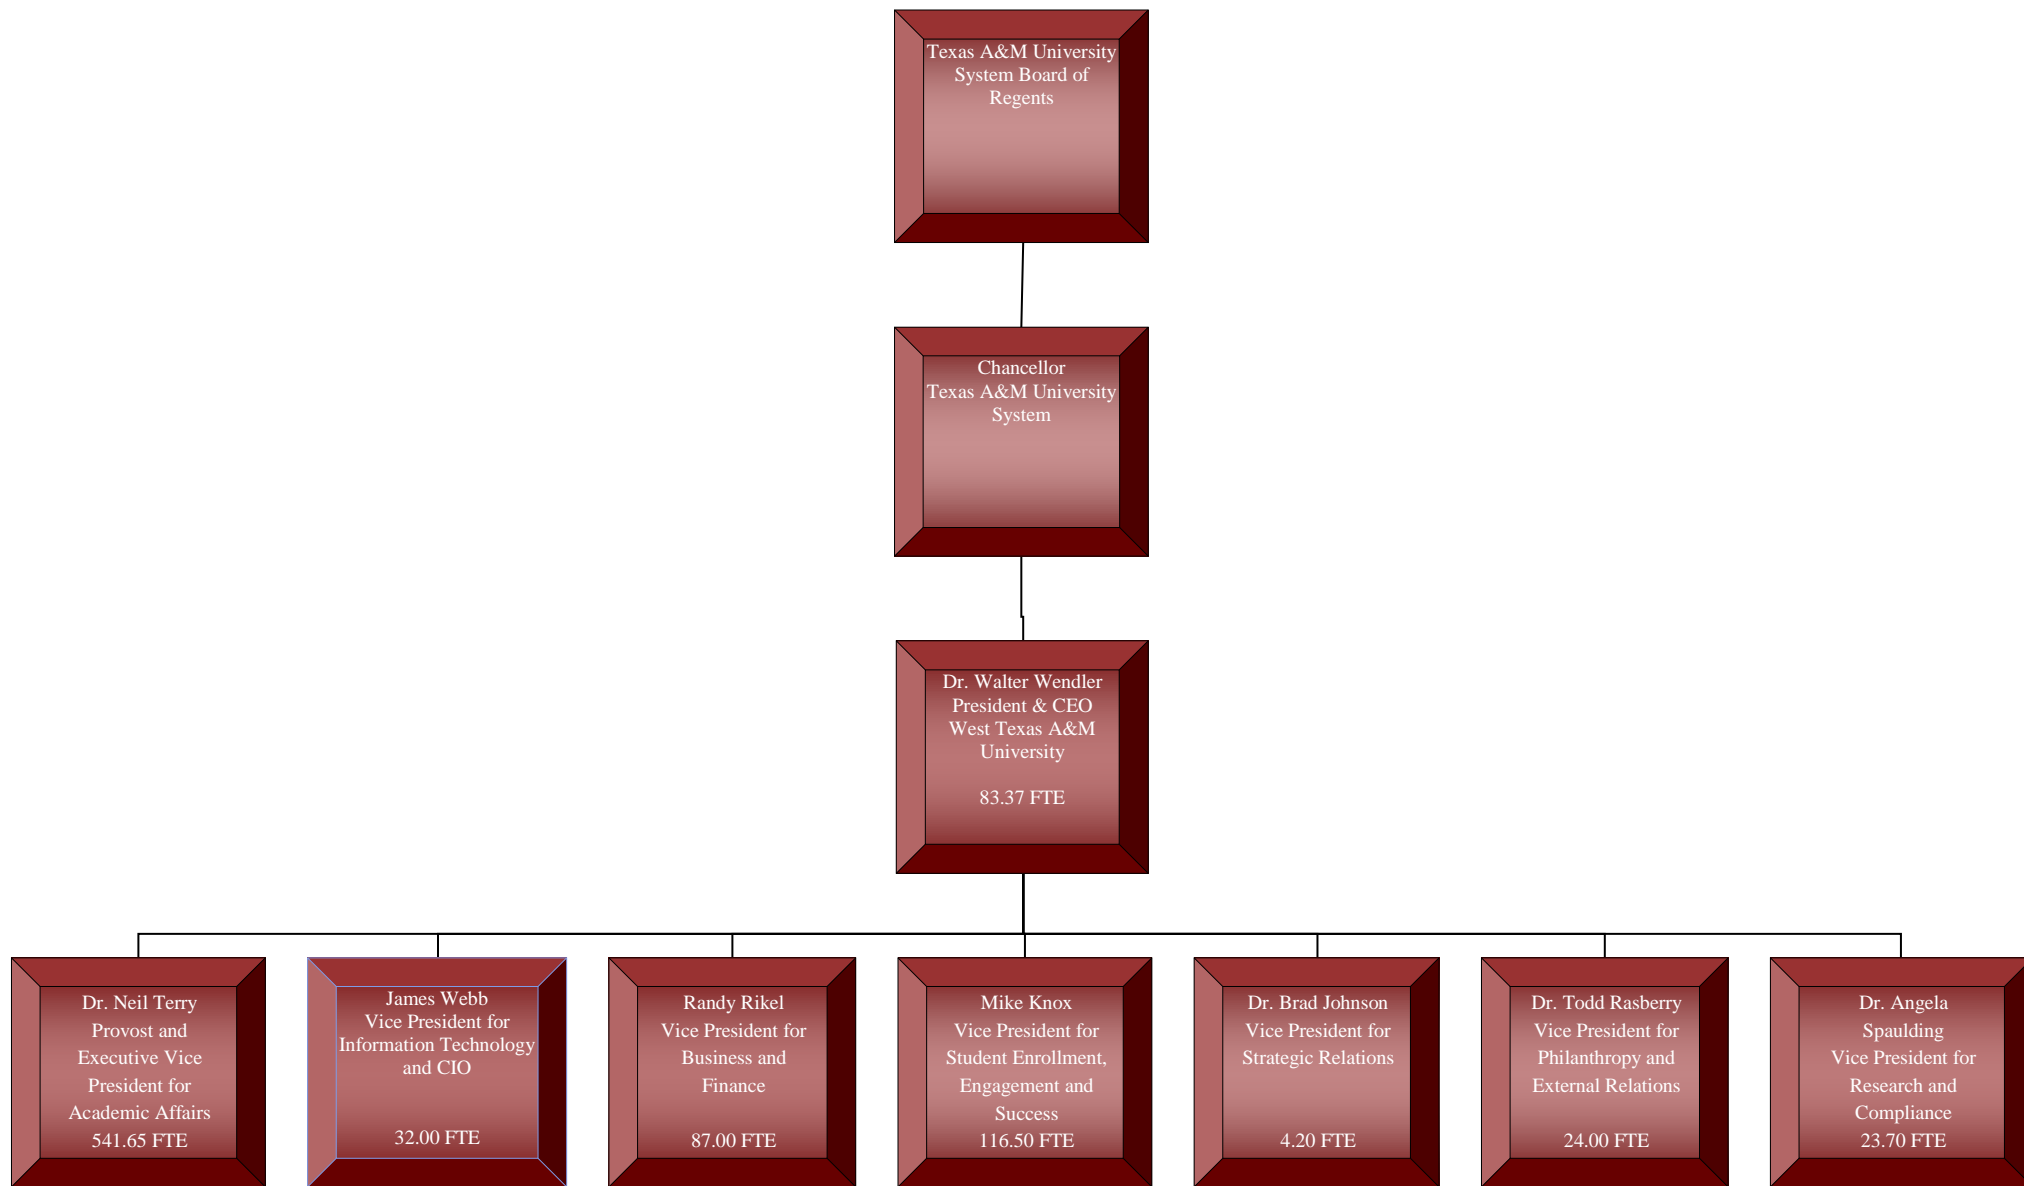 Texas A&M University
System Board of
Regents
Chancellor
Texas A&M University
System
Dr. Walter Wendler
President & CEO
West Texas A&M
University
83.37 FTE
Dr. Neil Terry
Provost and
Executive Vice
President for
Academic Affairs
541.65 FTE
James Webb
Vice President for
Information Technology
and CIO
32.00 FTE
Randy Rikel
Vice President for
Business and
Finance
87.00 FTE
Mike Knox
Vice President for
Student Enrollment,
Engagement and
Success
116.50 FTE
Dr. Brad Johnson
Vice President for
Strategic Relations
4.20 FTE
Dr. Todd Rasberry
Vice President for
Philanthropy and
External Relations
24.00 FTE
Dr. Angela
Spaulding
Vice President for
Research and
Compliance
23.70 FTE